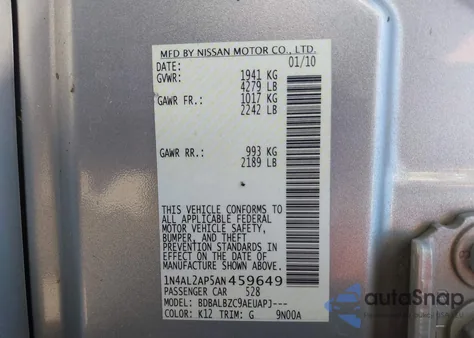 MFD BY NISSAN MOTOR CO., LTD.
DATE: 01/10
GVWR: 1941 KG
4279 LB
GAWR FR.: 1017 KG
2242 LB
GAWR RR.: 993 KG
2189 LB
THIS VEHICLE CONFORMS TO
ALL APPLICABLE FEDERAL
MOTOR VEHICLE SAFETY,
BUMPER, AND THEFT
PREVENTION STANDARDS IN
EFFECT ON THE DATE OF
MANUFACTURE SHOWN ABOVE.
1N4AL2AP5AN459649
PASSENGER CAR 528
MODEL: BDBALBZC9AEUAPJ---
COLOR: K12 TRIM: G 9N00A
autoSnap